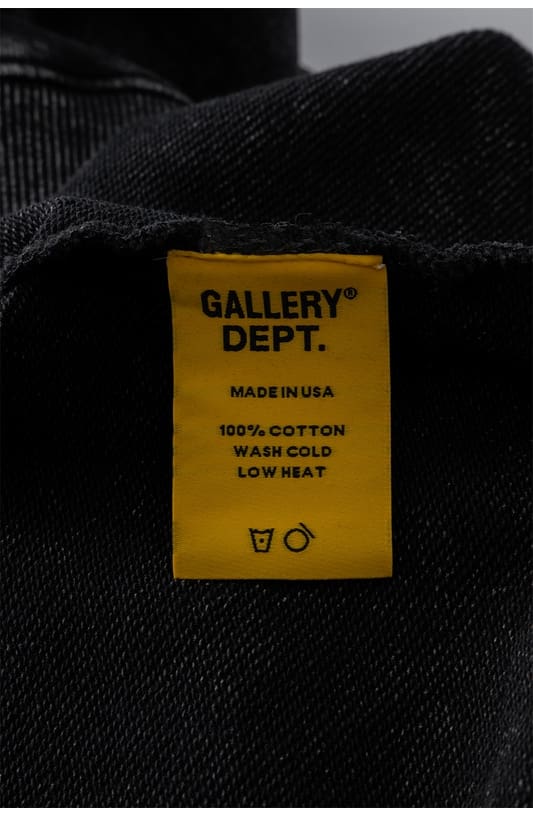 GALLERY®
DEPT.
MADE IN USA
100% COTTON
WASH COLD
LOW HEAT